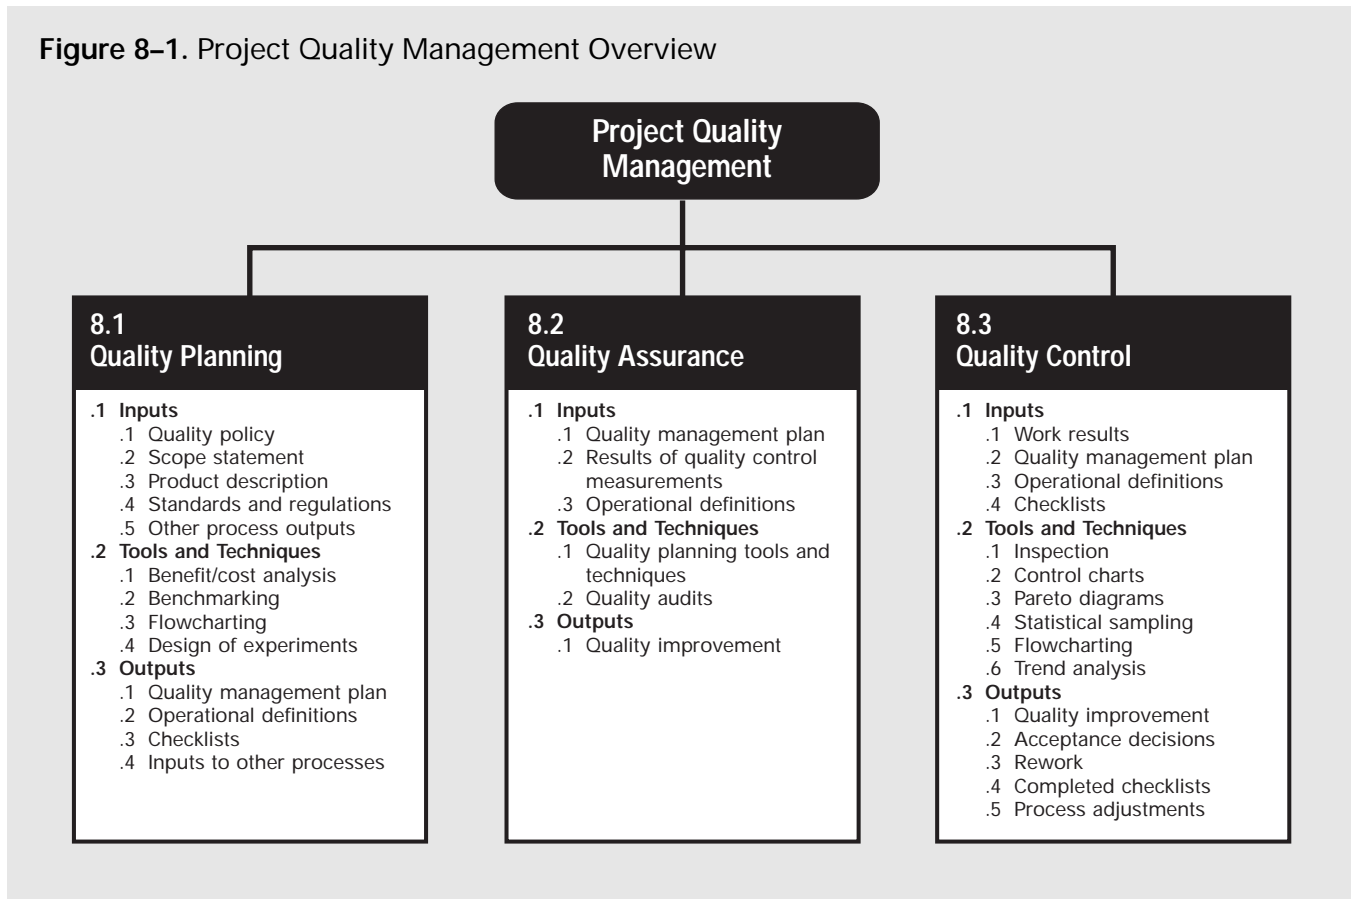 Figure 8–1. Project Quality Management Overview
Project Quality
Management
8.1
Quality Planning
.1 Inputs
.1 Quality policy
.2 Scope statement
.3 Product description
.4 Standards and regulations
.5 Other process outputs
.2 Tools and Techniques
.1 Benefit/cost analysis
.2 Benchmarking
.3 Flowcharting
.4 Design of experiments
.3 Outputs
.1 Quality management plan
.2 Operational definitions
.3 Checklists
.4 Inputs to other processes
8.2
Quality Assurance
.1 Inputs
.1 Quality management plan
.2 Results of quality control
measurements
.3 Operational definitions
.2 Tools and Techniques
.1 Quality planning tools and
techniques
.2 Quality audits
.3 Outputs
.1 Quality improvement
8.3
Quality Control
.1 Inputs
.1 Work results
.2 Quality management plan
.3 Operational definitions
.4 Checklists
.2 Tools and Techniques
.1 Inspection
.2 Control charts
.3 Pareto diagrams
.4 Statistical sampling
.5 Flowcharting
.6 Trend analysis
.3 Outputs
.1 Quality improvement
.2 Acceptance decisions
.3 Rework
.4 Completed checklists
.5 Process adjustments